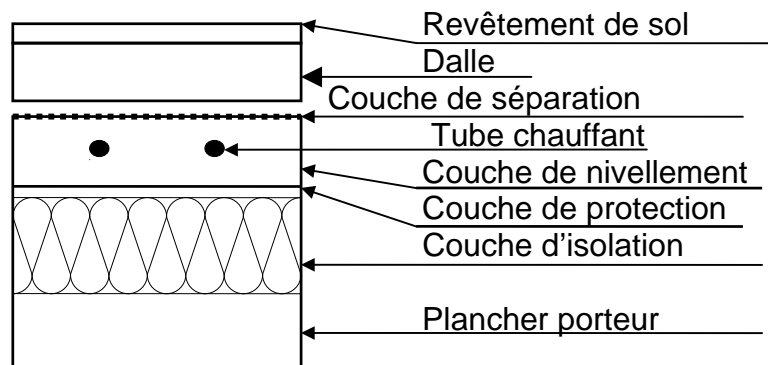 Revêtement de sol
Dalle
Couche de séparation
Tube chauffant
Couche de nivellement
Couche de protection
Couche d'isolation
Plancher porteur